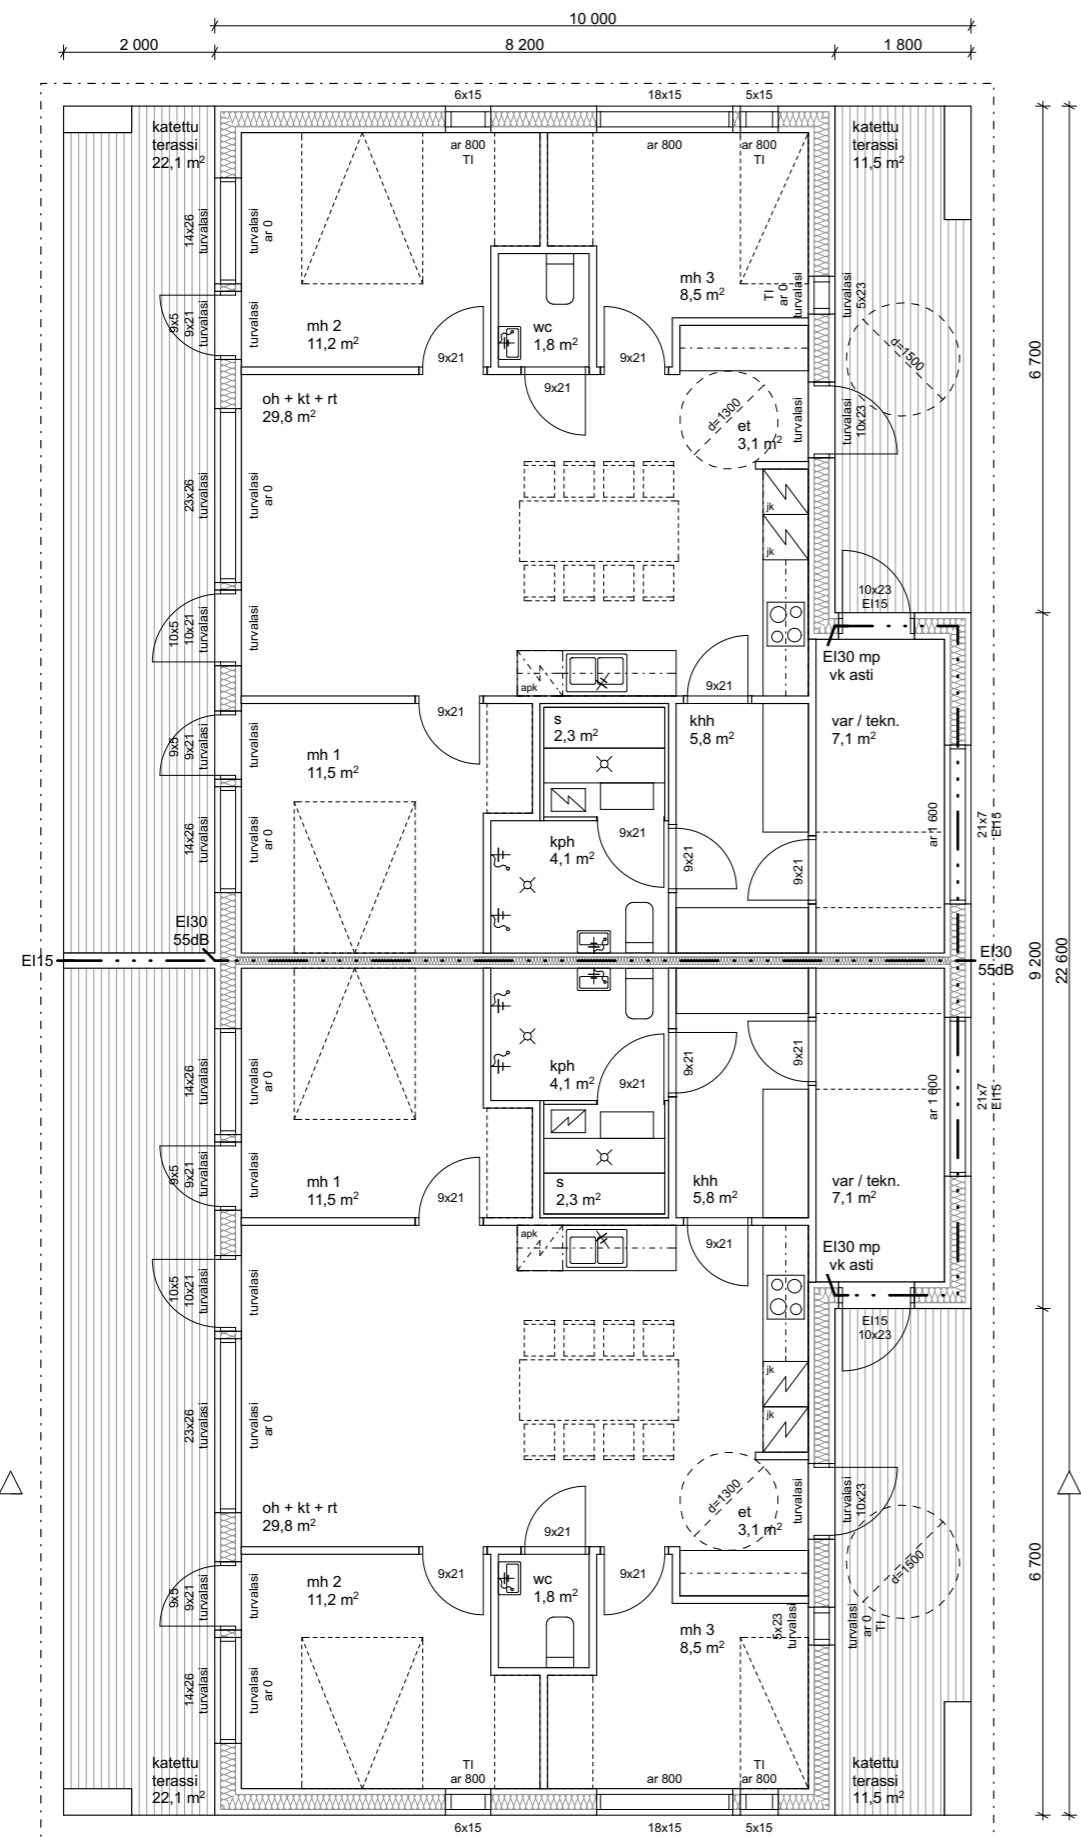 10 000
2 000
8 200
1 800
6x15
18x15
5x15
katettu
terassi
22,1 m²
ar 800
TI
ar 800
ar 800
TI
katettu
terassi
11,5 m²
14x26
turvalasi
turvalasi
ar 0
mh 3
8,5 m²
TI
ar 0
turvalasi
turvalasi
5x23
9x5
9x21
turvalasi
turvalasi
mh 2
11,2 m²
wc
1,8 m²
9x21
9x21
9x21
d=1500
6 700
oh + kt + rt
29,8 m²
d=1300
et
3,1 m²
turvalasi
turvalasi
10x23
23x26
turvalasi
turvalasi
ar 0
jk
jk
10x5
10x21
turvalasi
turvalasi
10x23
EI15
EI30 mp
vk asti
apk
9x21
9x21
9x5
9x21
turvalasi
turvalasi
mh 1
11,5 m²
s
2,3 m²
khh
5,8 m²
var / tekn.
7,1 m²
14x26
turvalasi
turvalasi
ar 0
kph
4,1 m²
9x21
9x21
9x21
ar 1 600
21x7
EI15
EI30
55dB
EI15
EI30
55dB
9 200
22 600
14x26
turvalasi
turvalasi
ar 0
kph
4,1 m²
9x21
9x21
9x21
ar 1 600
21x7
EI15
9x5
9x21
turvalasi
turvalasi
mh 1
11,5 m²
9x21
s
2,3 m²
khh
5,8 m²
var / tekn.
7,1 m²
apk
9x21
EI30 mp
vk asti
10x5
10x21
turvalasi
turvalasi
EI15
10x23
23x26
turvalasi
turvalasi
ar 0
jk
jk
oh + kt + rt
29,8 m²
9x21
d=1300
et
3,1 m²
turvalasi
turvalasi
10x23
d=1500
6 700
9x5
9x21
turvalasi
turvalasi
mh 2
11,2 m²
9x21
wc
1,8 m²
9x21
mh 3
8,5 m²
5x23
turvalasi
turvalasi
ar 0
TI
14x26
turvalasi
turvalasi
ar 0
katettu
terassi
22,1 m²
TI
ar 800
ar 800
TI
ar 800
katettu
terassi
11,5 m²
6x15
18x15
5x15